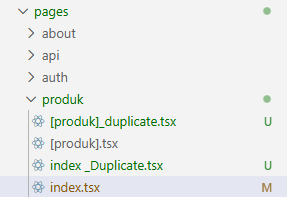 pages
about
api
auth
produk
[produk]_duplicate.tsx U
[produk].tsx
index _Duplicate.tsx U
index.tsx M